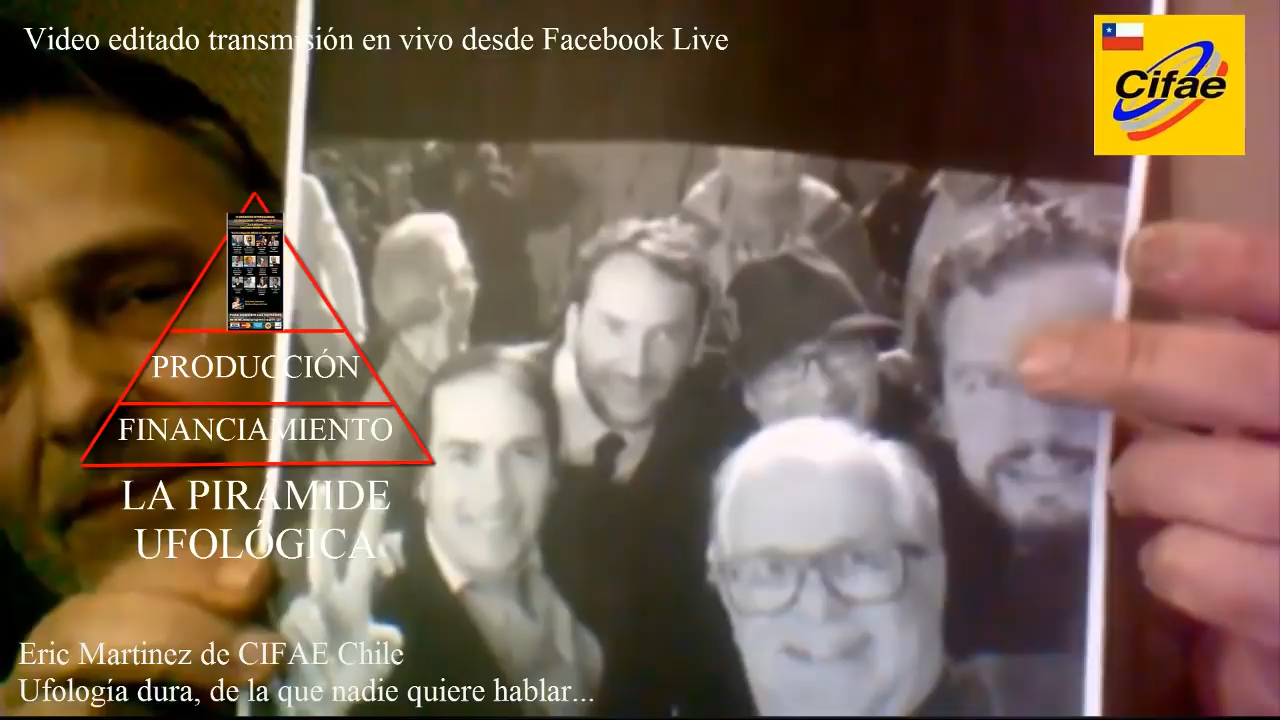 Video editado transmisión en vivo desde Facebook Live
Cifae
PRODUCCIÓN
FINANCIAMIENTO
LA PIRÁMIDE
UFOLÓGICA
Eric Martinez de CIFAE Chile
Ufología dura, de la que nadie quiere hablar...